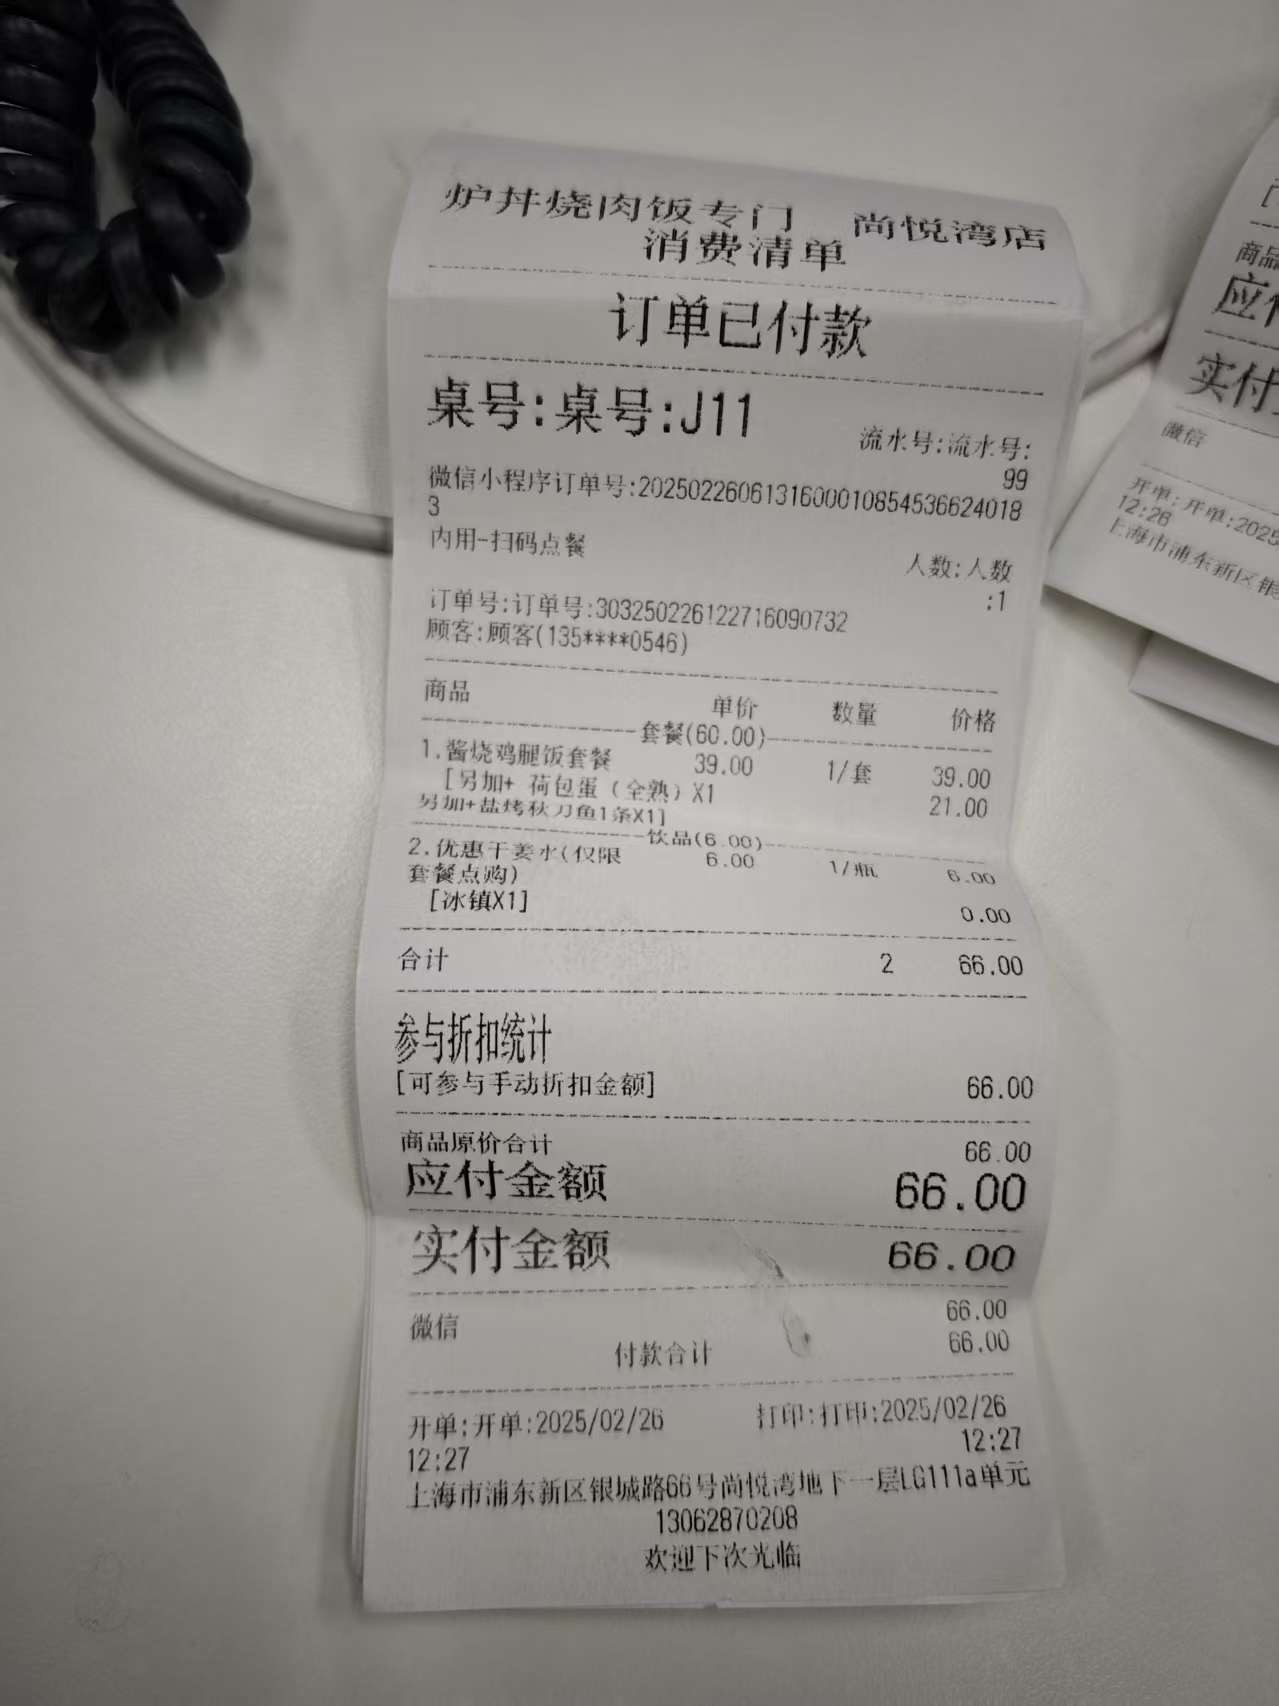 炉丼烧肉饭专门 尚悦湾店
消费清单
订单已付款
桌号:桌号:J11
流水号:流水号:
99
微信小程序订单号:2025022606131600010854536624018
3
内用-扫码点餐
人数:人数
:1
订单号:订单号:303250226122716090732
顾客:顾客(135****0546)
商品 单价 数量 价格
套餐(60.00)
1.酱烧鸡腿饭套餐 39.00 1/套 39.00
[另加+ 荷包蛋（全熟）X1 21.00
另加+盐烤秋刀鱼1条X1]
饮品(6.00)
2.优惠干姜水(仅限 6.00 1/瓶 6.00
套餐点购)
[冰镇X1] 0.00
合计 2 66.00
参与折扣统计
[可参与手动折扣金额] 66.00
商品原价合计 66.00
应付金额 66.00
实付金额 66.00
微信 66.00
付款合计 66.00
开单:开单:2025/02/26 打印:打印:2025/02/26
12:27 12:27
上海市浦东新区银城路66号尚悦湾地下一层LG111a单元
13062870208
欢迎下次光临
商品
应付
实付
微信
开单:开单:2025
12:26
上海市浦东新区银